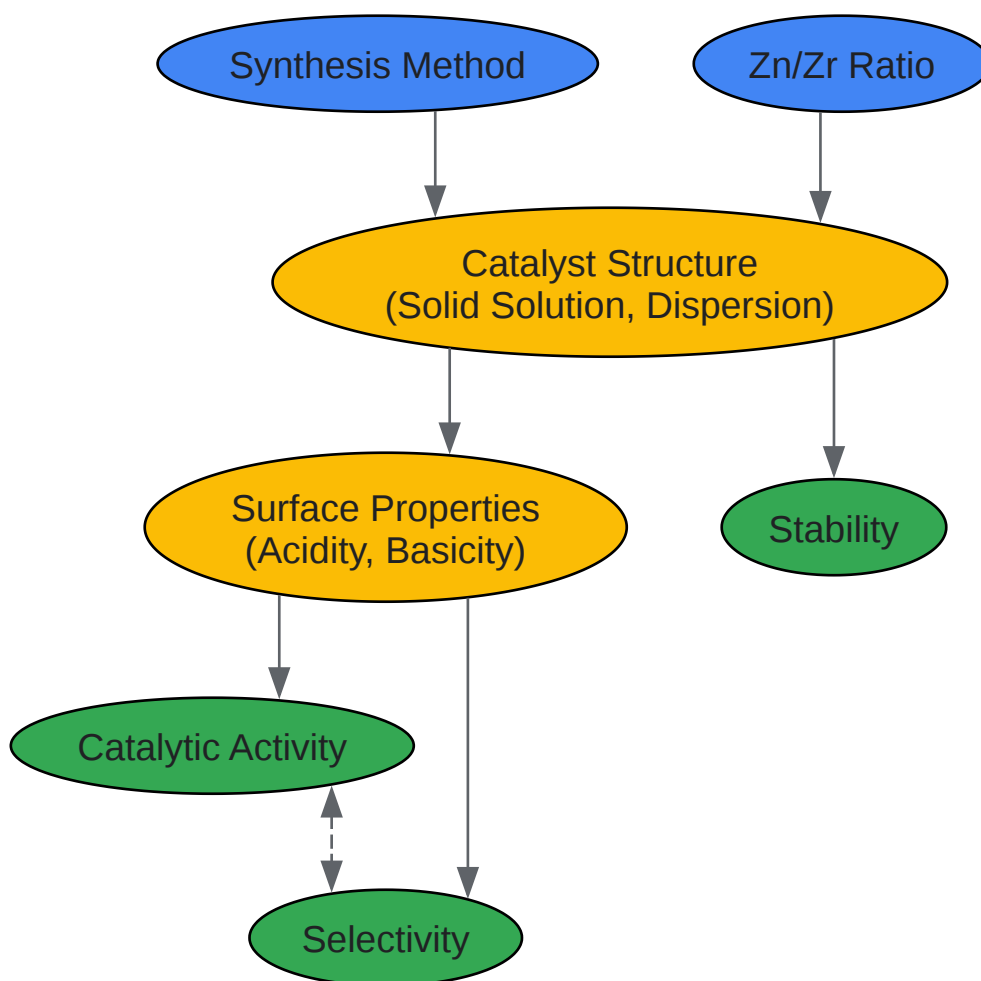 Synthesis Method
Zn/Zr Ratio
Catalyst Structure
(Solid Solution, Dispersion)
Surface Properties
(Acidity, Basicity)
Stability
Catalytic Activity
Selectivity